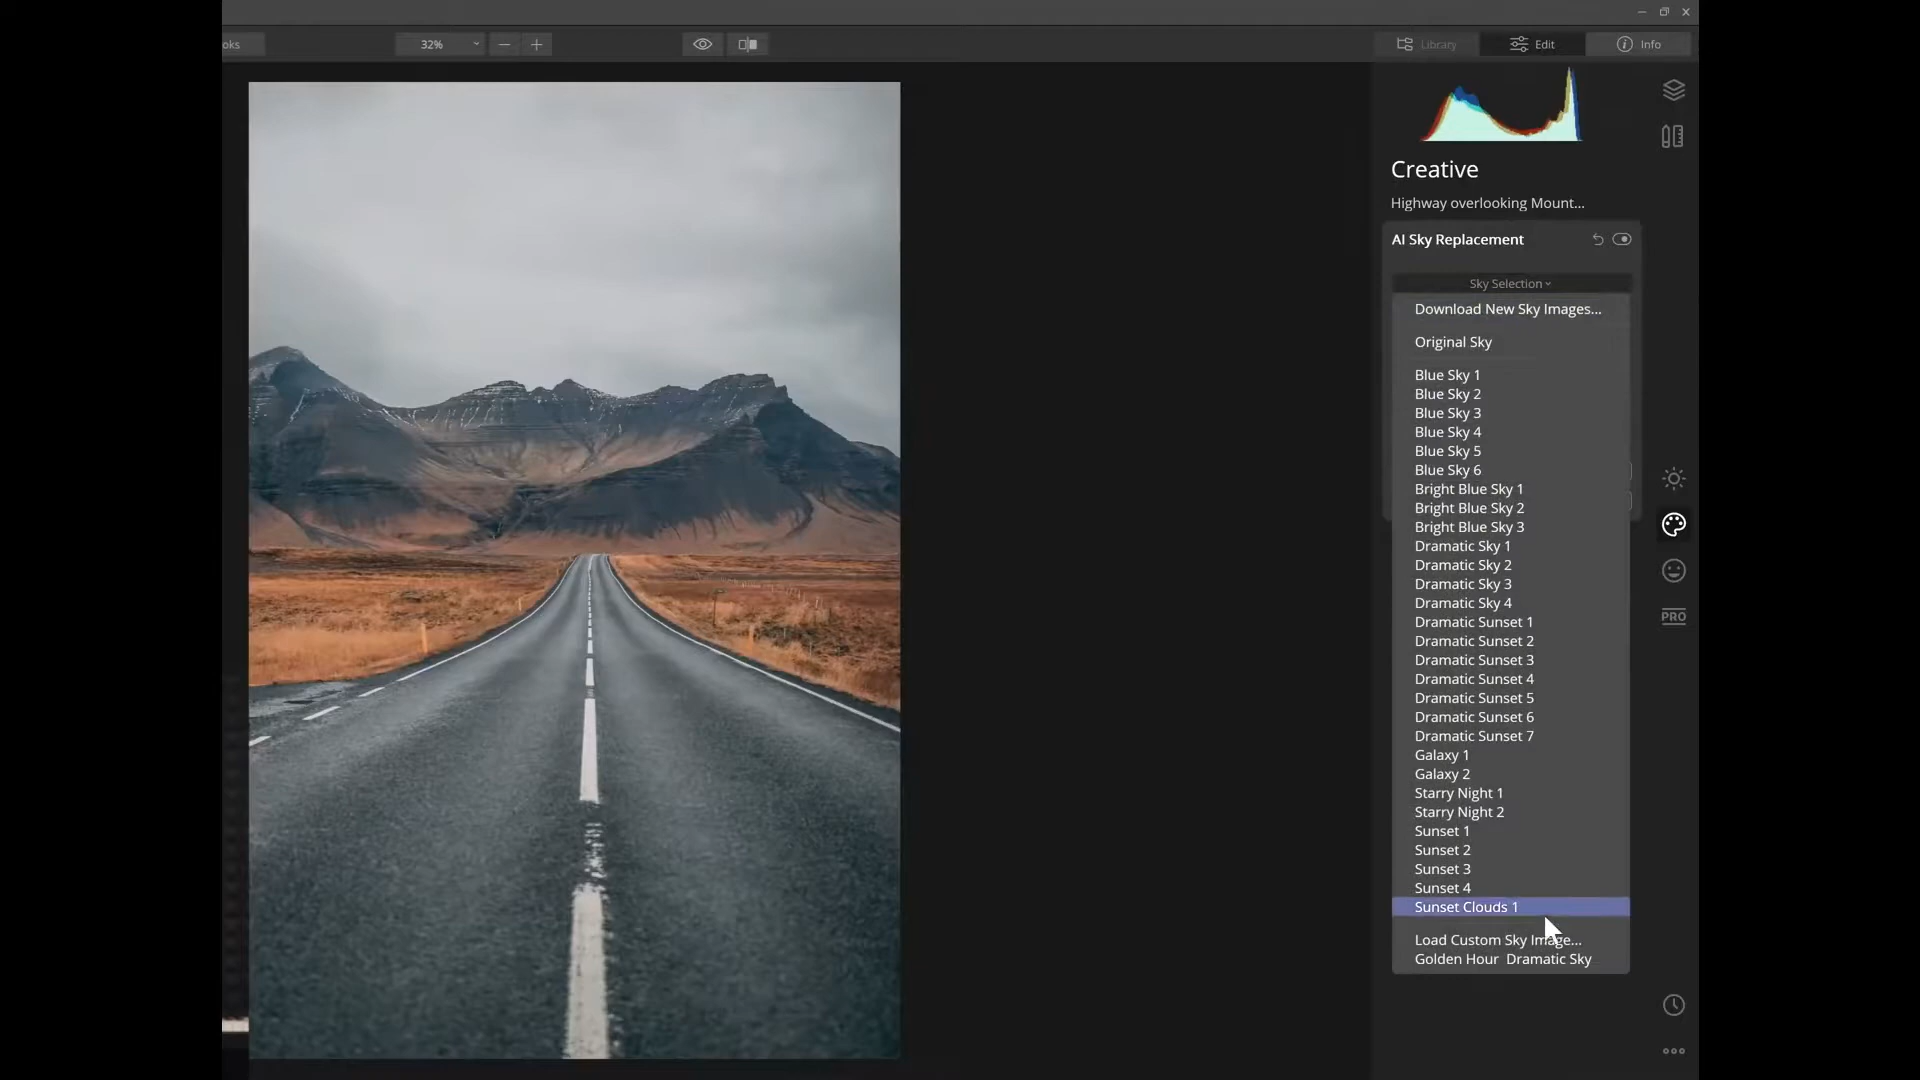 oks
32%
Library
Edit
Info
Creative
Highway overlooking Mount...
AI Sky Replacement
Sky Selection
Download New Sky Images...
Original Sky
Blue Sky 1
Blue Sky 2
Blue Sky 3
Blue Sky 4
Blue Sky 5
Blue Sky 6
Bright Blue Sky 1
Bright Blue Sky 2
Bright Blue Sky 3
Dramatic Sky 1
Dramatic Sky 2
Dramatic Sky 3
Dramatic Sky 4
Dramatic Sunset 1
Dramatic Sunset 2
Dramatic Sunset 3
Dramatic Sunset 4
Dramatic Sunset 5
Dramatic Sunset 6
Dramatic Sunset 7
Galaxy 1
Galaxy 2
Starry Night 1
Starry Night 2
Sunset 1
Sunset 2
Sunset 3
Sunset 4
Sunset Clouds 1
Load Custom Sky Image...
Golden Hour  Dramatic Sky
PRO